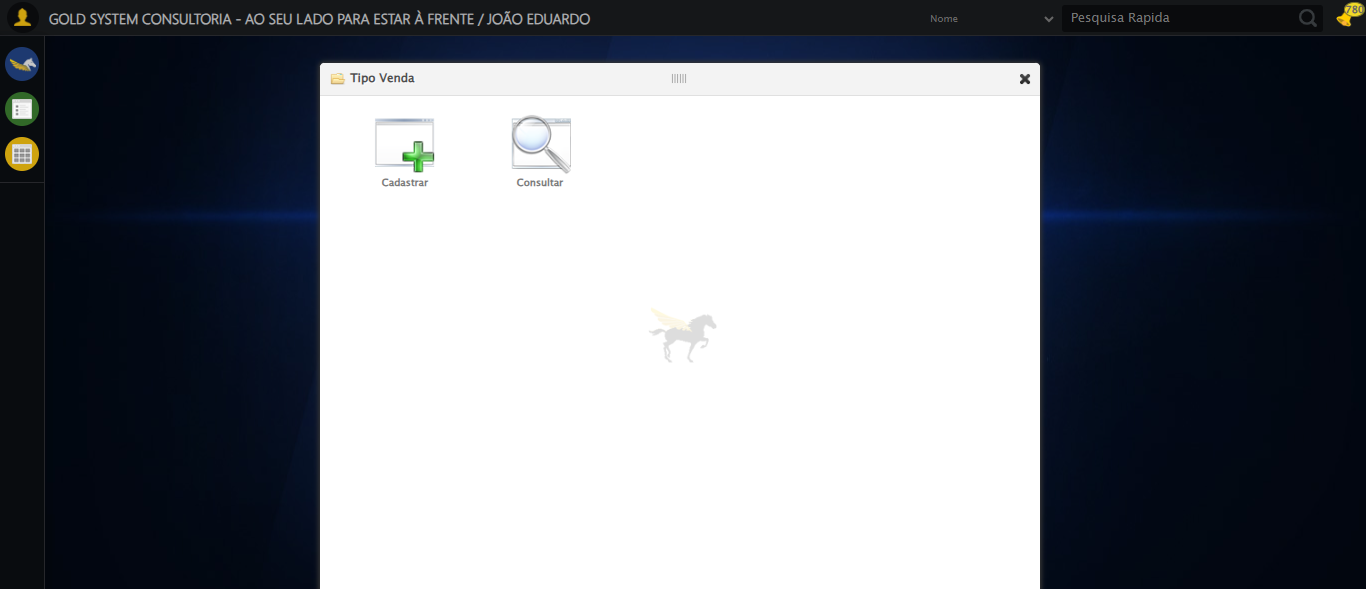 GOLD SYSTEM CONSULTORIA - AO SEU LADO PARA ESTAR À FRENTE / JOÃO EDUARDO
Nome
Pesquisa Rapida
780
Tipo Venda
Cadastrar
Consultar